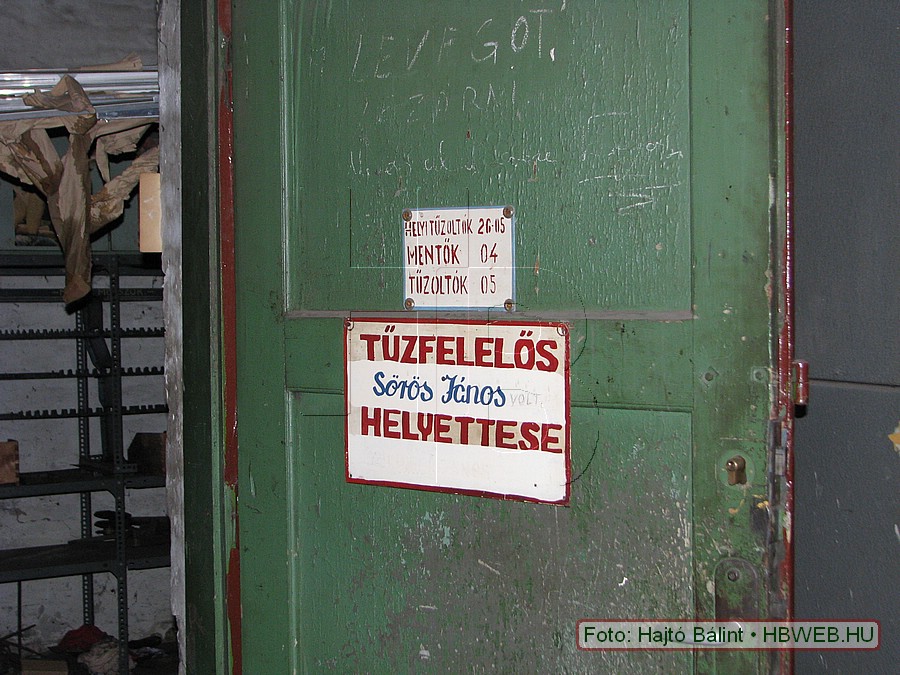 LEVEGŐT!
HELYI TŰZOLTÓK 26-05
MENTŐK 04
TŰZOLTÓK 05
TŰZFELELŐS
Sörös János VOLT.
HELYETTESE
Foto: Hajtó Bálint • HBWEB.HU